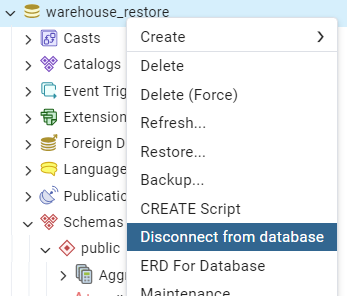 warehouse_restore
Casts
Catalogs
Event Trig
Extension
Foreign D
Language
Publicatio
Schemas
public
Aggr
Create
Delete
Delete (Force)
Refresh...
Restore...
Backup...
CREATE Script
Disconnect from database
ERD For Database
Maintenance